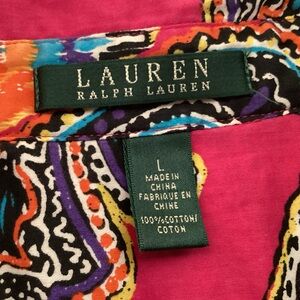 LAUREN
RALPH LAUREN
L
MADE IN
CHINA
FABRIQUE EN
CHINE
100% COTTON/
COTON